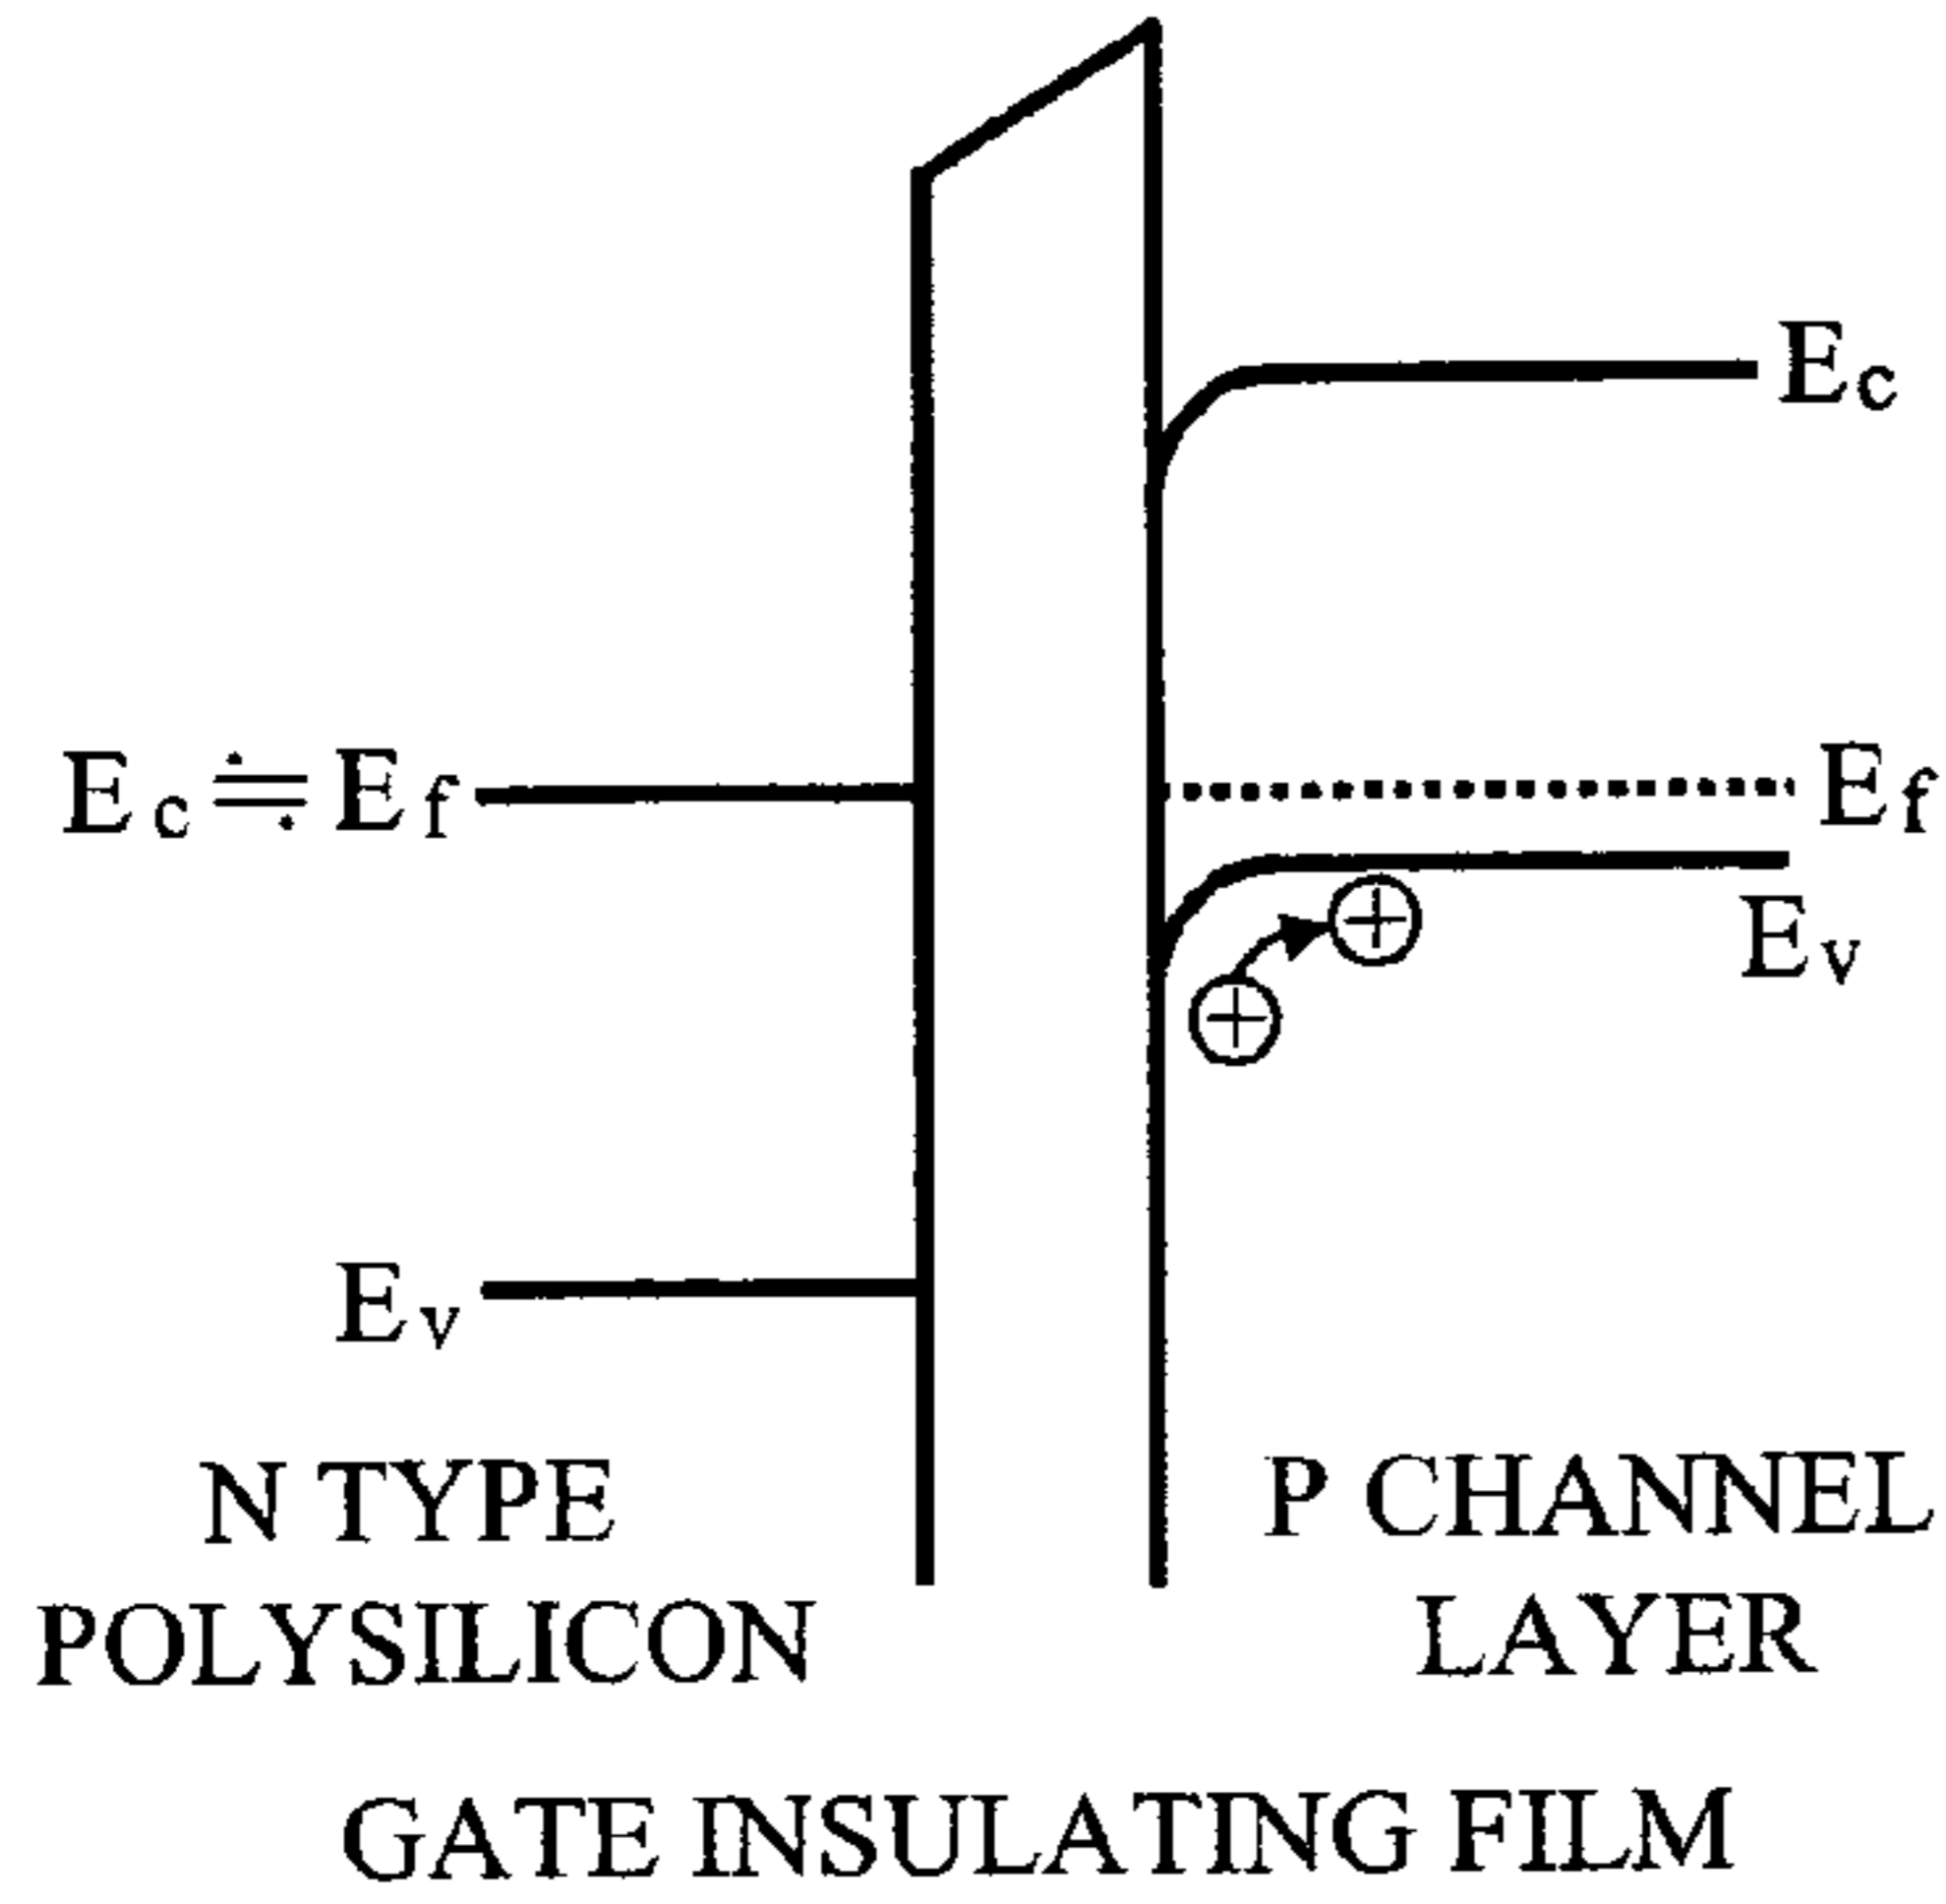 Ec
Ec≒Ef
Ef
Ev
Ev
N TYPE
POLYSILICON
P CHANNEL
LAYER
GATE INSULATING FILM